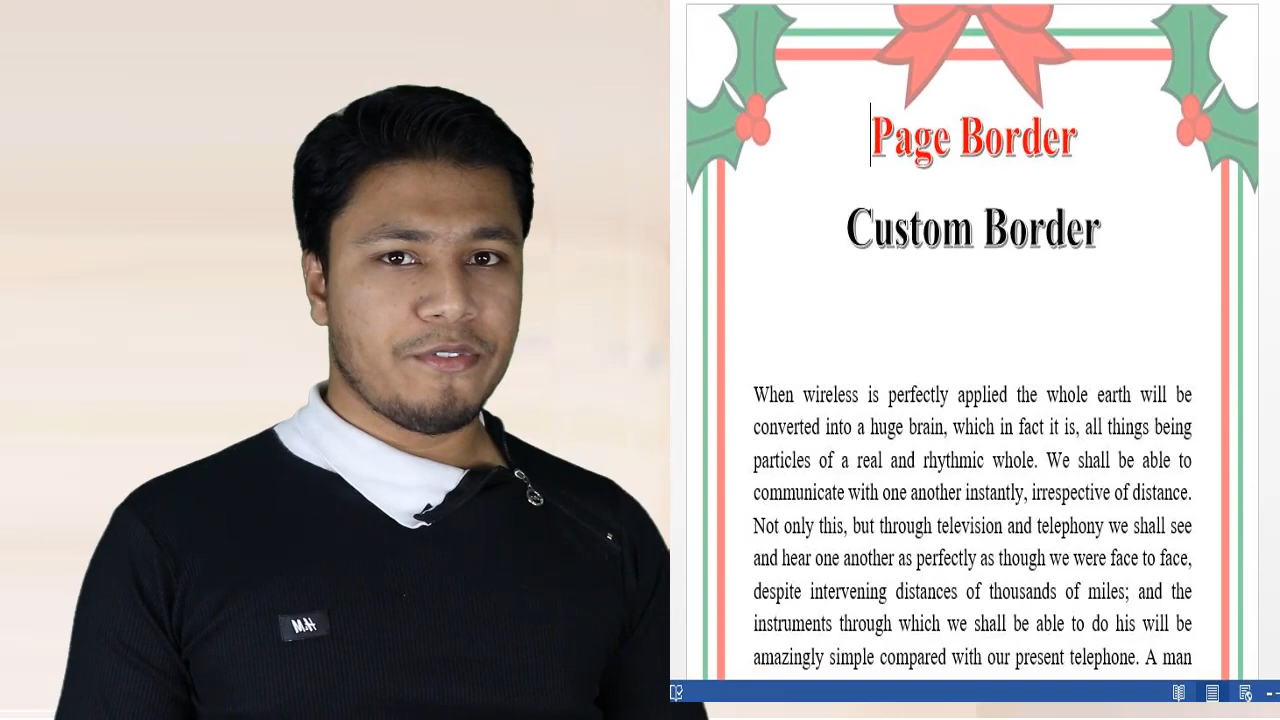 Page Border
Custom Border
When wireless is perfectly applied the whole earth will be
converted into a huge brain, which in fact it is, all things being
particles of a real and rhythmic whole. We shall be able to
communicate with one another instantly, irrespective of distance.
Not only this, but through television and telephony we shall see
and hear one another as perfectly as though we were face to face,
despite intervening distances of thousands of miles; and the
instruments through which we shall be able to do his will be
amazingly simple compared with our present telephone. A man
M.H